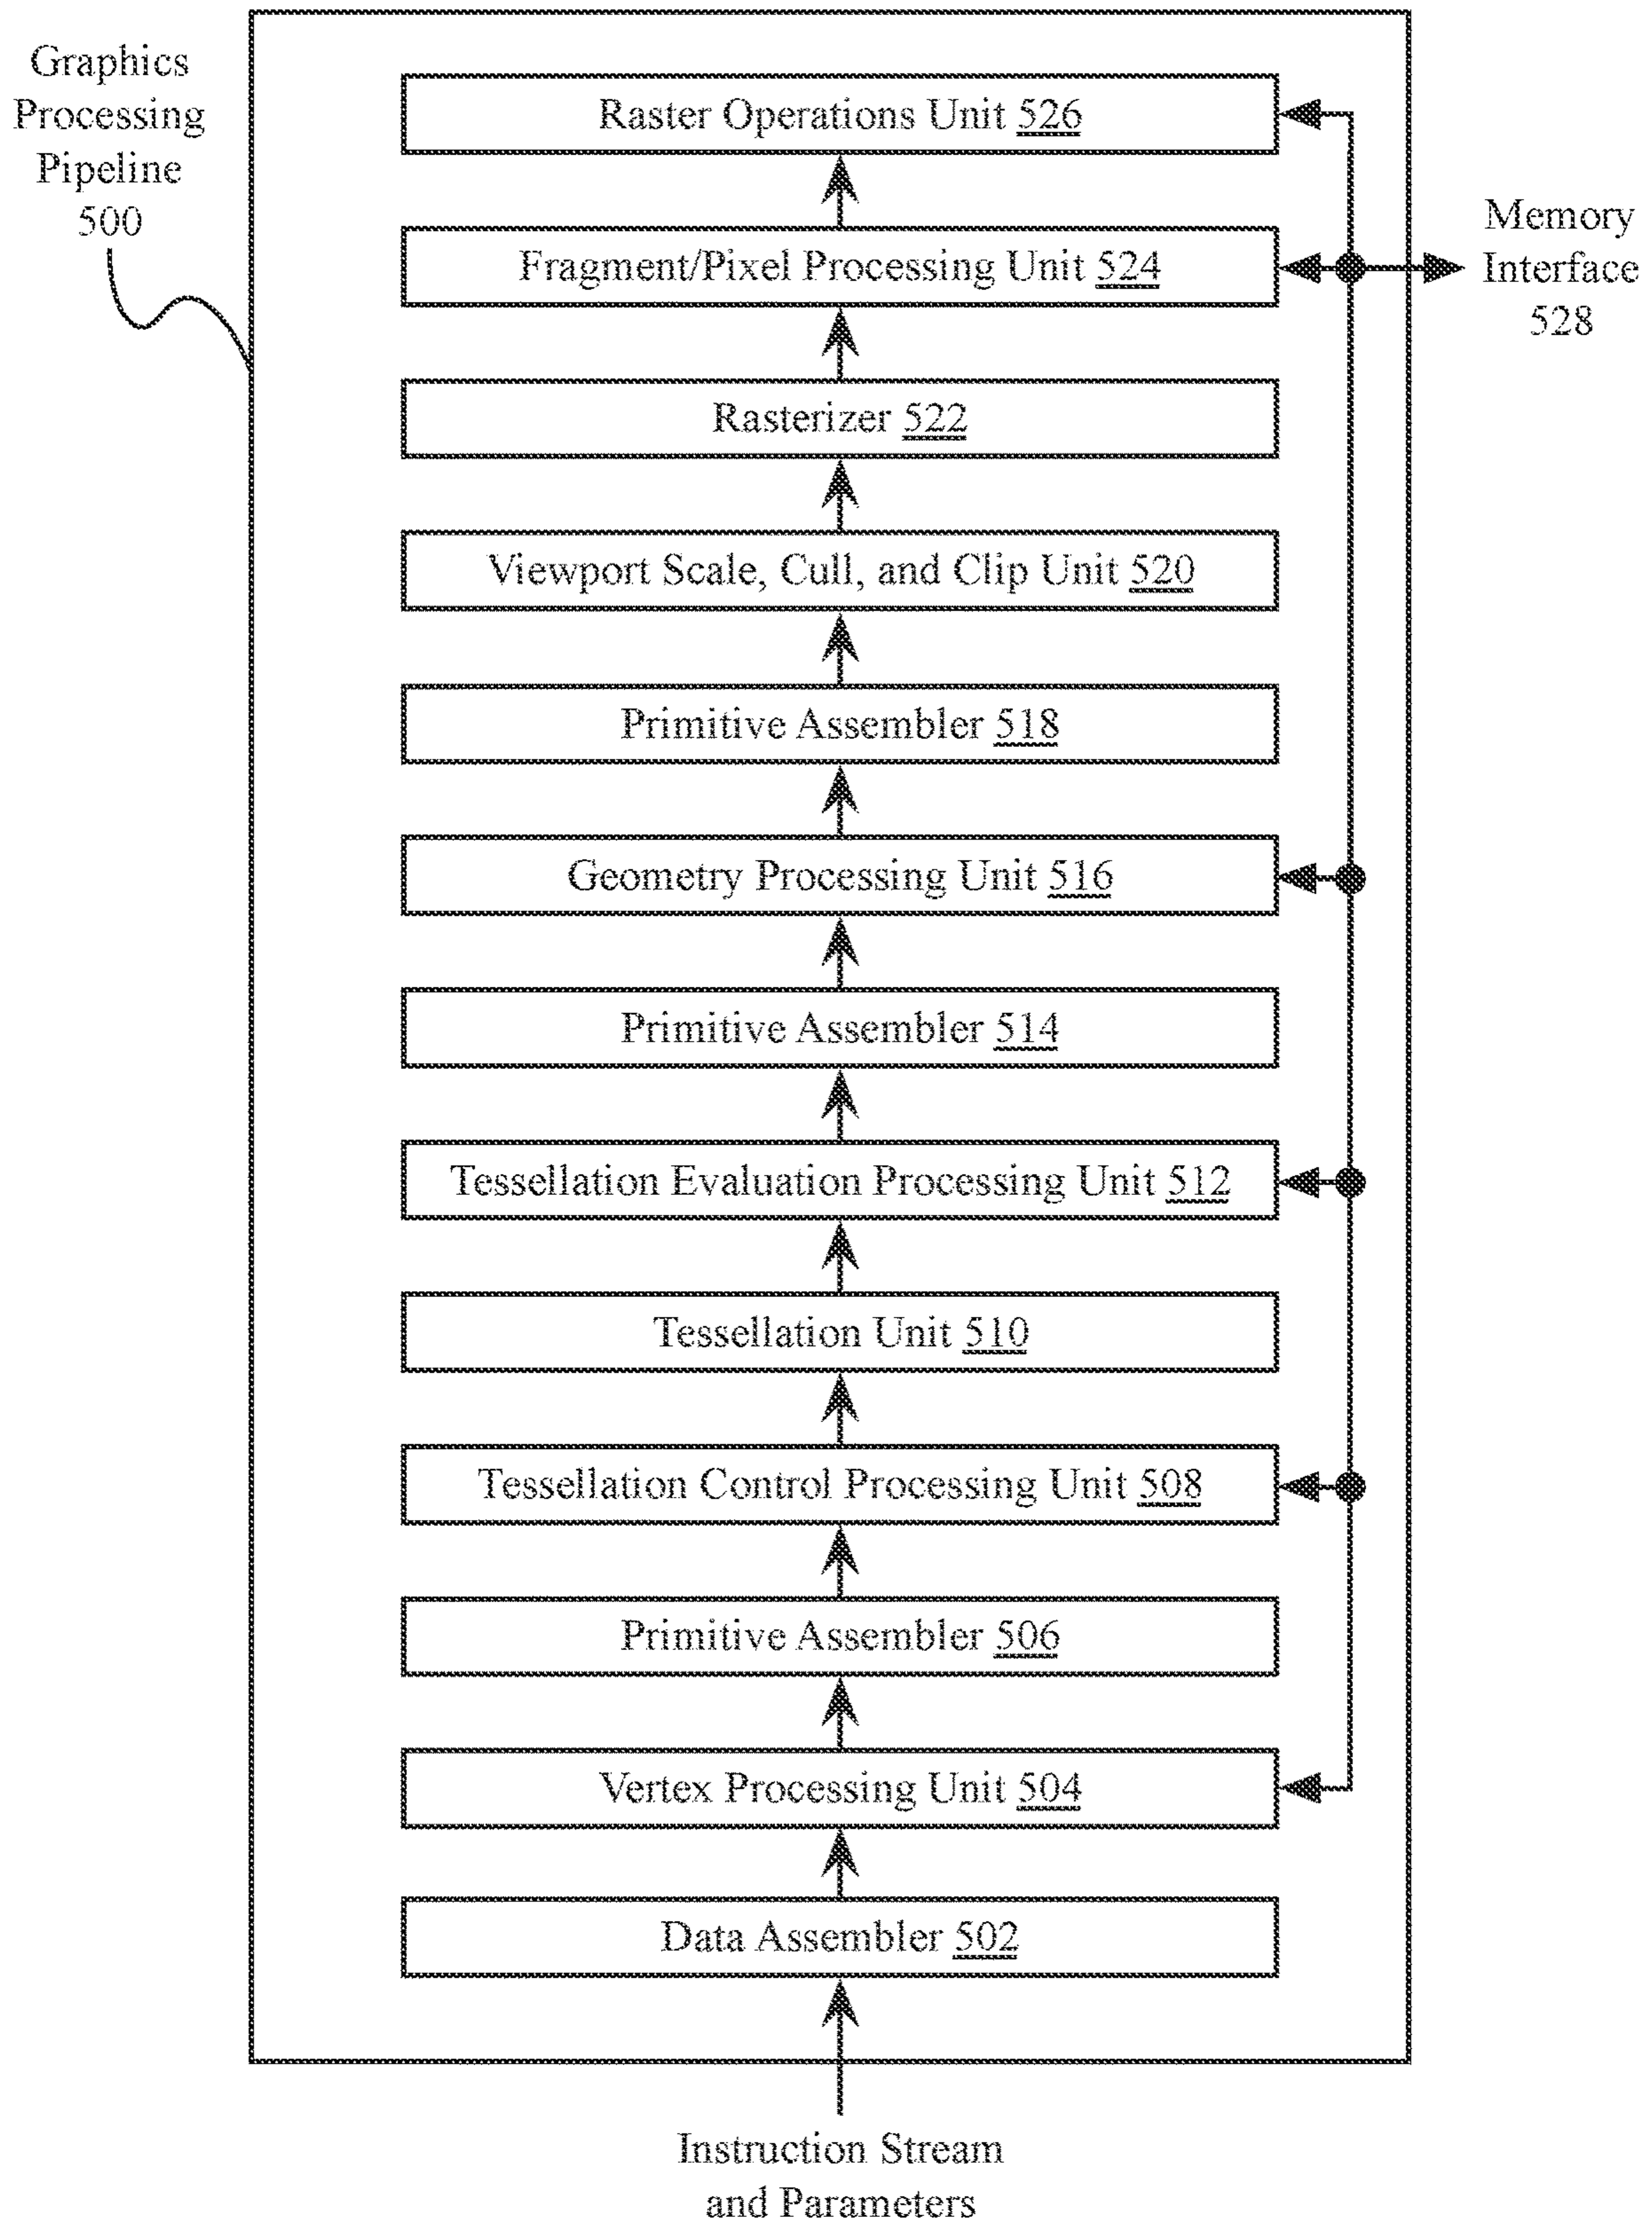 Graphics
Processing
Pipeline
500
Raster Operations Unit 526
Fragment/Pixel Processing Unit 524
Memory
Interface
528
Rasterizer 522
Viewport Scale, Cull, and Clip Unit 520
Primitive Assembler 518
Geometry Processing Unit 516
Primitive Assembler 514
Tessellation Evaluation Processing Unit 512
Tessellation Unit 510
Tessellation Control Processing Unit 508
Primitive Assembler 506
Vertex Processing Unit 504
Data Assembler 502
Instruction Stream
and Parameters